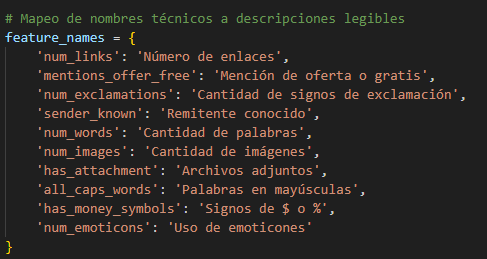 # Mapeo de nombres técnicos a descripciones legibles
feature_names = {
    'num_links': 'Número de enlaces',
    'mentions_offer_free': 'Mención de oferta o gratis',
    'num_exclamations': 'Cantidad de signos de exclamación',
    'sender_known': 'Remitente conocido',
    'num_words': 'Cantidad de palabras',
    'num_images': 'Cantidad de imágenes',
    'has_attachment': 'Archivos adjuntos',
    'all_caps_words': 'Palabras en mayúsculas',
    'has_money_symbols': 'Signos de $ o %',
    'num_emoticons': 'Uso de emoticones'
}